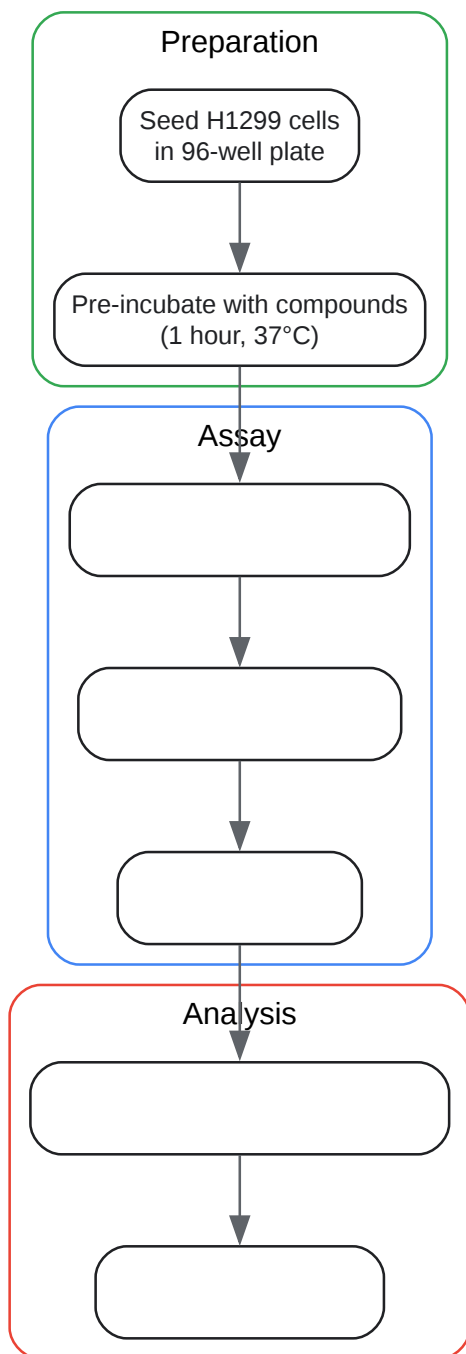 Preparation
Seed H1299 cells
in 96-well plate
Pre-incubate with compounds
(1 hour, 37°C)
Assay
Analysis